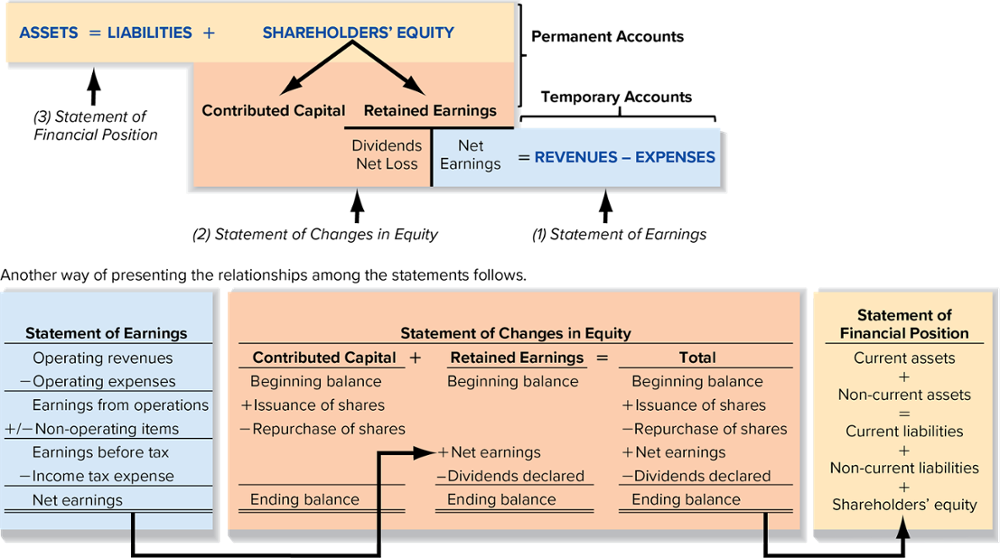 ASSETS = LIABILITIES + SHAREHOLDERS' EQUITY
Permanent Accounts
Contributed Capital Retained Earnings
Temporary Accounts
(3) Statement of
Financial Position
Dividends
Net Loss
Net
Earnings
= REVENUES – EXPENSES
(2) Statement of Changes in Equity
(1) Statement of Earnings
Another way of presenting the relationships among the statements follows.
Statement of Earnings
Operating revenues
–Operating expenses
Earnings from operations
+/–Non-operating items
Earnings before tax
–Income tax expense
Net earnings
Statement of Changes in Equity
Contributed Capital + Retained Earnings = Total
Beginning balance Beginning balance Beginning balance
+Issuance of shares +Issuance of shares
–Repurchase of shares –Repurchase of shares
+Net earnings +Net earnings
–Dividends declared –Dividends declared
Ending balance Ending balance Ending balance
Statement of
Financial Position
Current assets
+
Non-current assets
=
Current liabilities
+
Non-current liabilities
+
Shareholders' equity